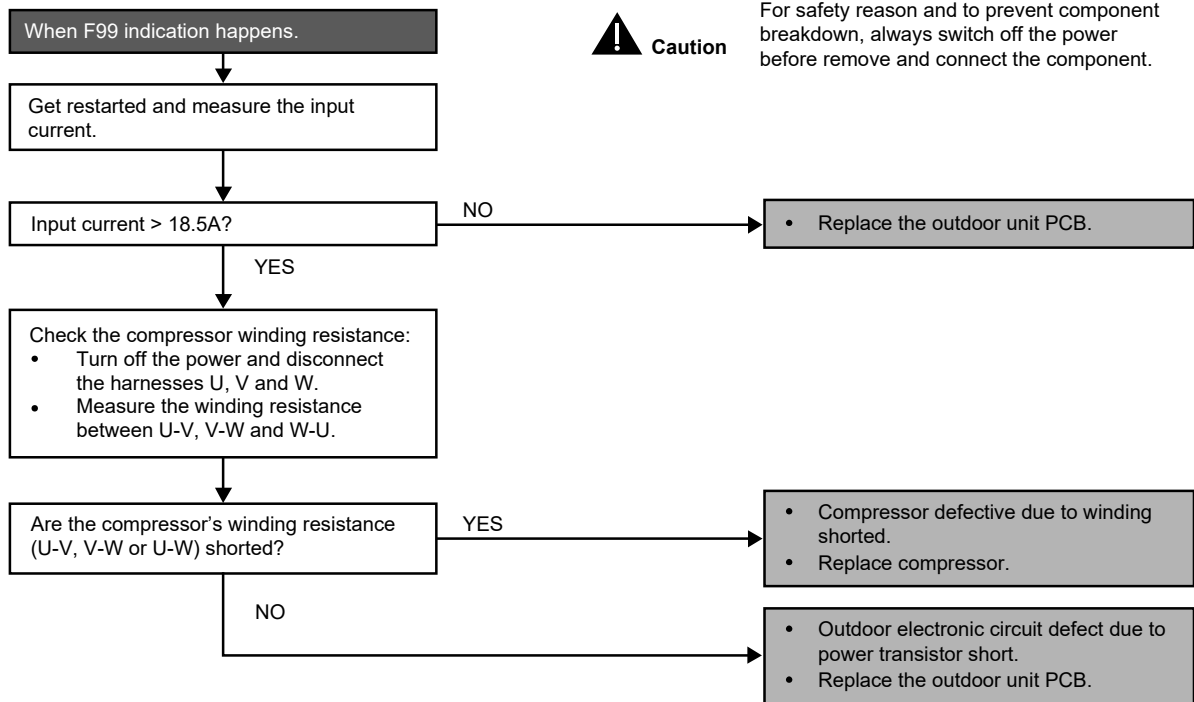 When F99 indication happens.
Caution
For safety reason and to prevent component
breakdown, always switch off the power
before remove and connect the component.
Get restarted and measure the input
current.
Input current > 18.5A?
NO
• Replace the outdoor unit PCB.
YES
Check the compressor winding resistance:
• Turn off the power and disconnect
the harnesses U, V and W.
• Measure the winding resistance
between U-V, V-W and W-U.
Are the compressor’s winding resistance
(U-V, V-W or U-W) shorted?
YES
• Compressor defective due to winding
shorted.
• Replace compressor.
NO
• Outdoor electronic circuit defect due to
power transistor short.
• Replace the outdoor unit PCB.